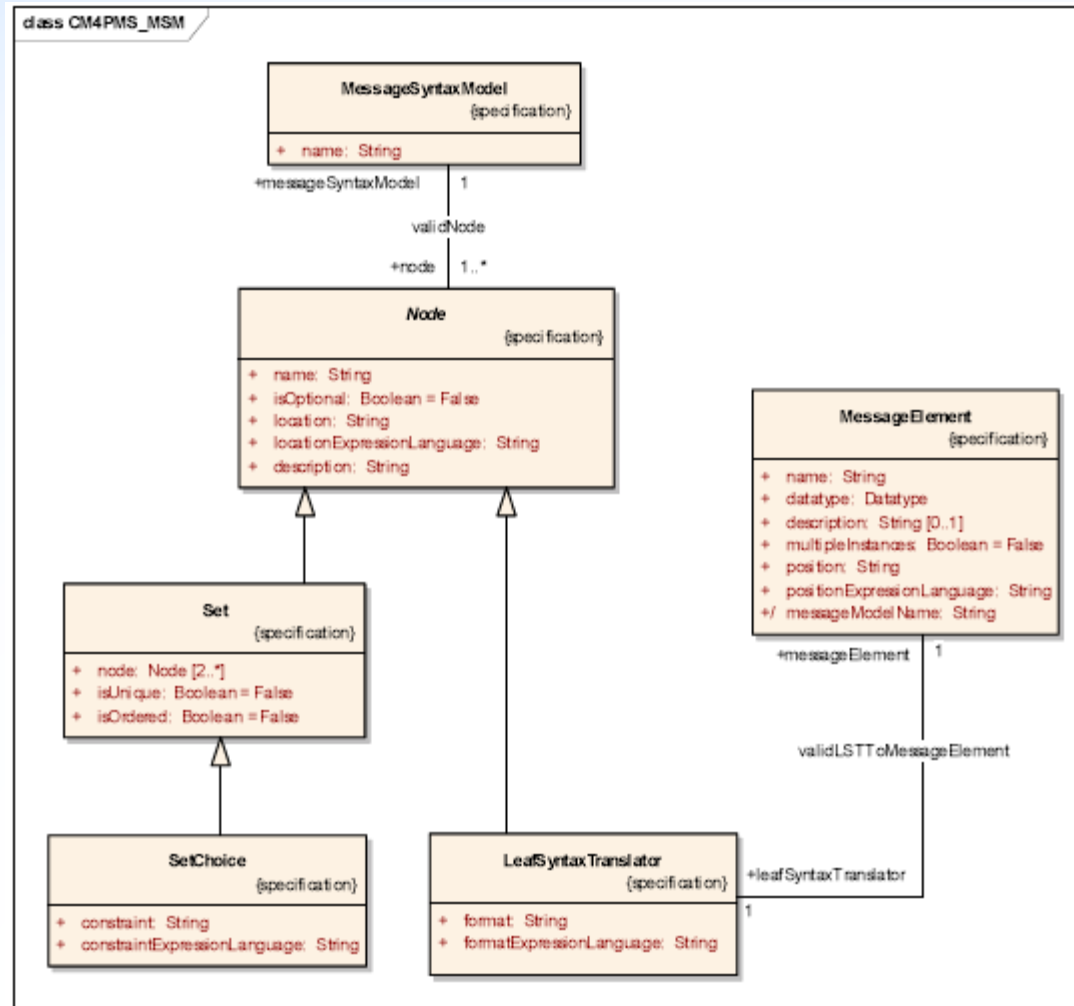 class CM4PMS_MSM
MessageSyntaxModel
{specification}
+ name: String
+messageSyntaxModel 1
validNode
+node 1..*
Node
{specification}
+ name: String
+ isOptional: Boolean = False
+ location: String
+ locationExpressionLanguage: String
+ description: String
MessageElement
{specification}
+ name: String
+ datatype: Datatype
+ description: String [0..1]
+ multipleInstances: Boolean = False
+ position: String
+ positionExpressionLanguage: String
+/ messageModelName: String
+messageElement 1
Set
{specification}
+ node: Node [2..*]
+ isUnique: Boolean = False
+ isOrdered: Boolean = False
validLSTToMessageElement
SetChoice
{specification}
+ constraint: String
+ constraintExpressionLanguage: String
LeafSyntaxTranslator
{specification}
+ format: String
+ formatExpressionLanguage: String
+leafSyntaxTranslator
1